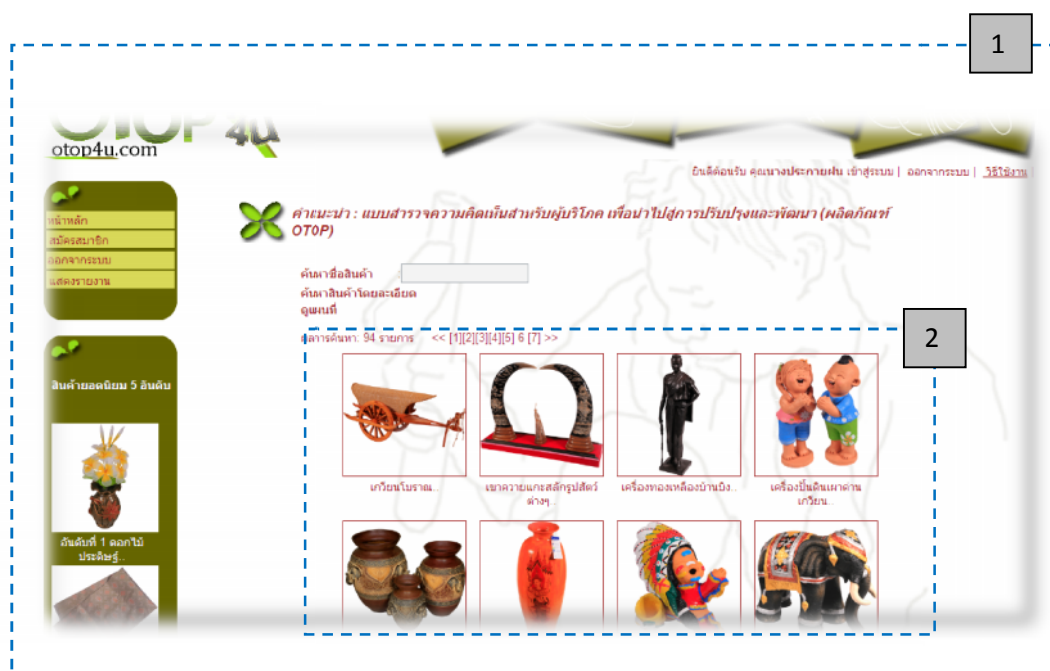 1
OTOP 4U
otop4u.com
ยินดีต้อนรับ คุณนางประกายฝน เข้าสู่ระบบ | ออกจากระบบ | วิธีใช้งาน
หน้าหลัก
สมัครสมาชิก
ออกจากระบบ
แสดงรายงาน
คำแนะนำ : แบบสำรวจความคิดเห็นสำหรับผู้บริโภค เพื่อนำไปสู่การปรับปรุงและพัฒนา (ผลิตภัณฑ์
OTOP)
ค้นหาชื่อสินค้า :
ค้นหาสินค้าโดยละเอียด
ดูแผนที่
2
ผลการค้นหา: 94 รายการ << [1][2][3][4][5] 6 [7] >>
สินค้ายอดนิยม 5 อันดับ
อันดับที่ 1 ดอกไม้
ประดิษฐ์..
เกวียนโบราณ..
เขาควายแกะสลักรูปสัตว์
ต่างๆ..
เครื่องทองเหลืองบ้านปิง..
เครื่องปั้นดินเผาด่าน
เกวียน..